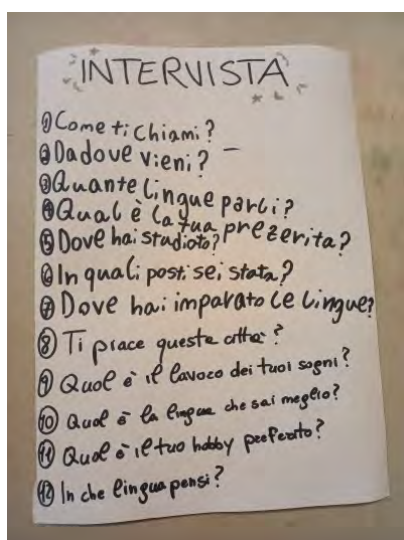 INTERVISTA
① Come ti chiami?
② Da dove vieni? –
③ Quante lingue parli?
④ Qual è la tua prezerita?
⑤ Dove hai studiato?
⑥ In quali posti sei stata?
⑦ Dove hai imparato le lingue?
⑧ Ti piace questa città?
⑨ Qual è il lavoro dei tuoi sogni?
⑩ Qual è la lingua che sai meglio?
⑪ Qual è il tuo hobby preferito?
⑫ In che lingua pensi?